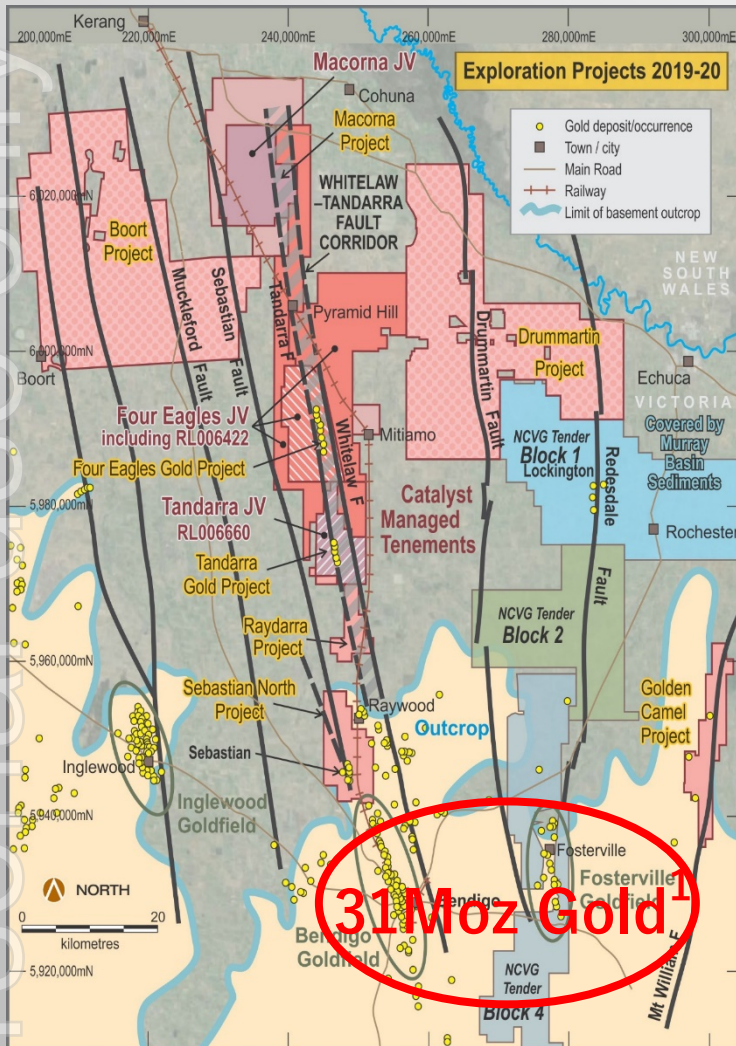 Kerang
200,000mE
220,000mE
240,000mE
260,000mE
280,000mE
300,000mE
Exploration Projects 2019-20
Gold deposit/occurrence
Town / city
Main Road
Railway
Limit of basement outcrop
Macorna JV
Cohuna
Macorna
Project
WHITELAW
–TANDARRA
FAULT
CORRIDOR
6,020,000mN
Boort
Project
NEW
SOUTH
WALES
Muckleford Fault
Sebastian Fault
Tandarra F
Pyramid Hill
Drummartin Fault
Drummartin
Project
6,000,000mN
Boort
Echuca
VICTORIA
Four Eagles JV
including RL006422
Whitelaw F
Mitiamo
NCVG Tender
Block 1
Lockington
Redesdale Fault
Covered by
Murray
Basin
Sediments
Four Eagles Gold Project
5,980,000mN
Catalyst
Managed
Tenements
Tandarra JV
RL006660
Rochester
Tandarra
Gold Project
NCVG Tender
Block 2
Raydarra
Project
5,960,000mN
Sebastian North
Project
Raywood
Outcrop
Golden
Camel
Project
Sebastian
Inglewood
Inglewood
Goldfield
5,940,000mN
Fosterville
Fosterville
Goldfield
31Moz Gold1
Bendigo
Bendigo
Goldfield
NORTH
0
20
kilometres
5,920,000mN
NCVG
Tender
Block 4
Mt William F